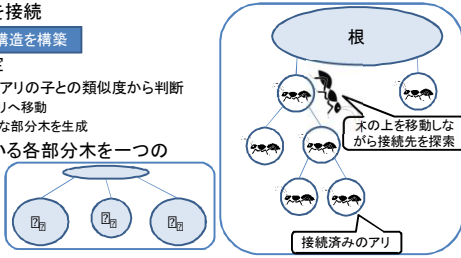 を接続
構造を構築
定
アリの子との類似度から判断
リへ移動
な部分木を生成
いる各部分木を一つの
根
木の上を移動しな
がら接続先を探索
接続済みのアリ